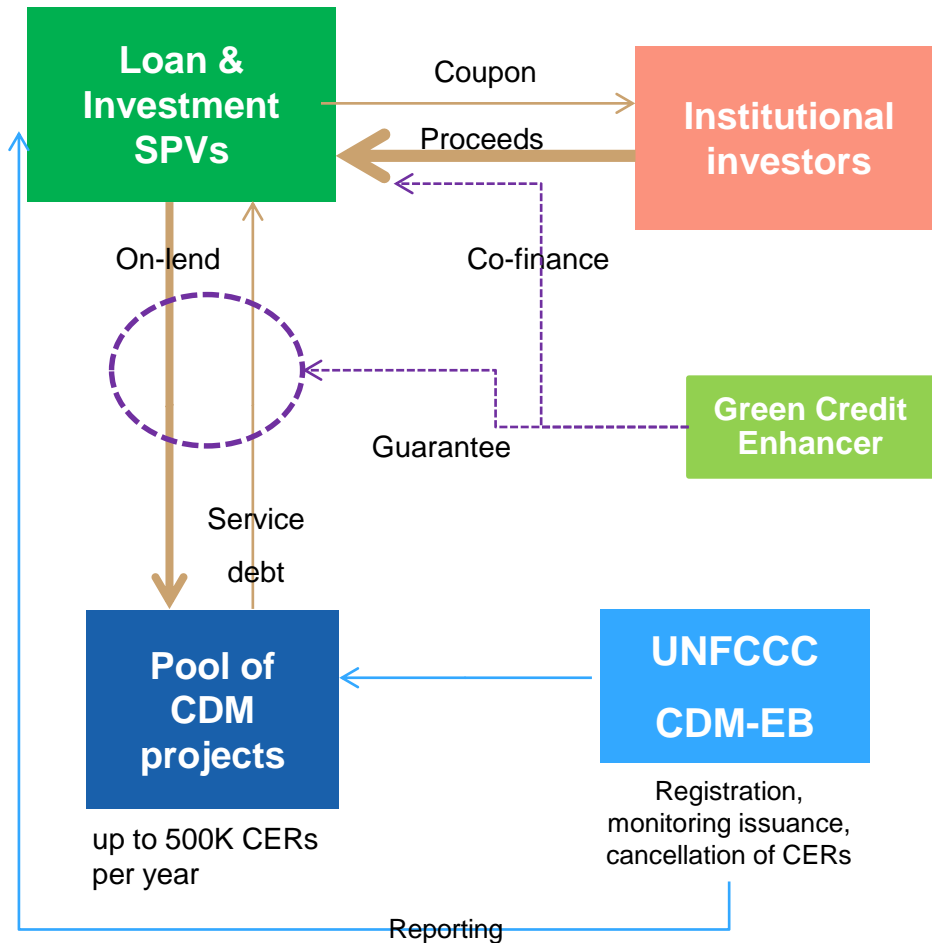 Loan &
Investment
SPVs
Coupon
Proceeds
Institutional
investors
On-lend
Co-finance
Guarantee
Green Credit
Enhancer
Service
debt
Pool of
CDM
projects
UNFCCC
CDM-EB
up to 500K CERs
per year
Registration,
monitoring issuance,
cancellation of CERs
Reporting